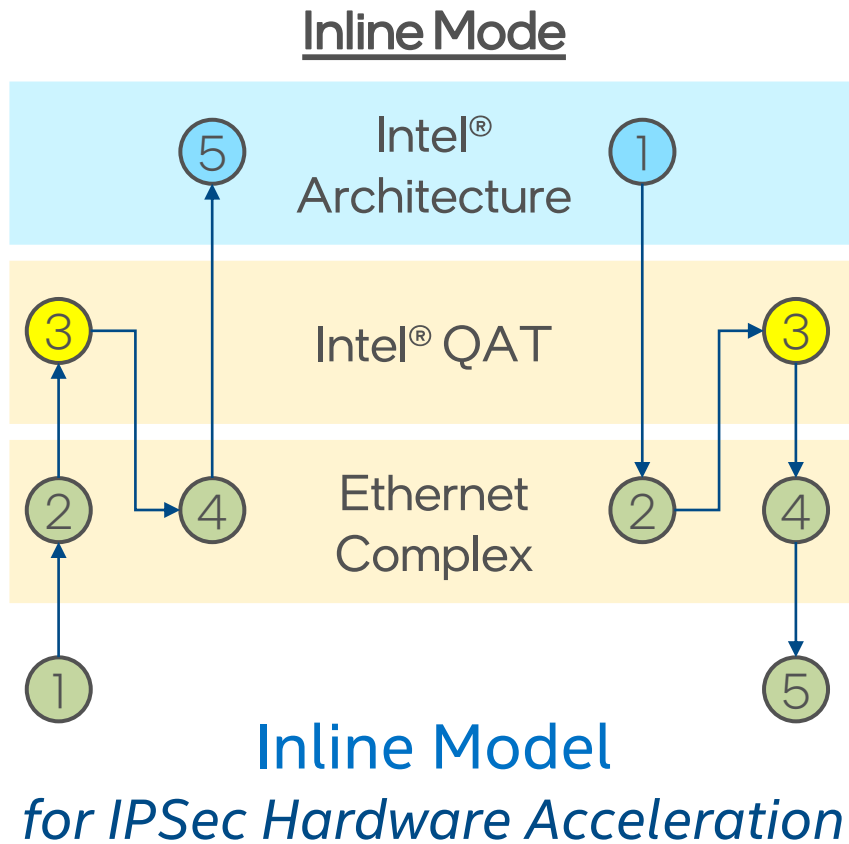 Inline Mode
5
Intel®
Architecture
1
3
Intel® QAT
3
2
4
Ethernet
Complex
2
4
1
5
Inline Model
for IPSec Hardware Acceleration